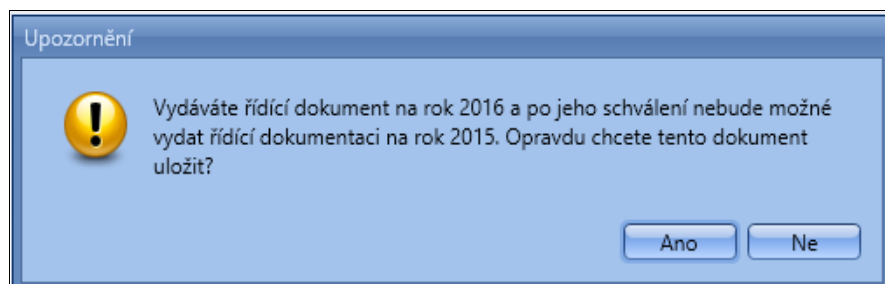 Upozornění
Vydáváte řídící dokument na rok 2016 a po jeho schválení nebude možné
vydat řídící dokumentaci na rok 2015. Opravdu chcete tento dokument
uložit?
Ano
Ne